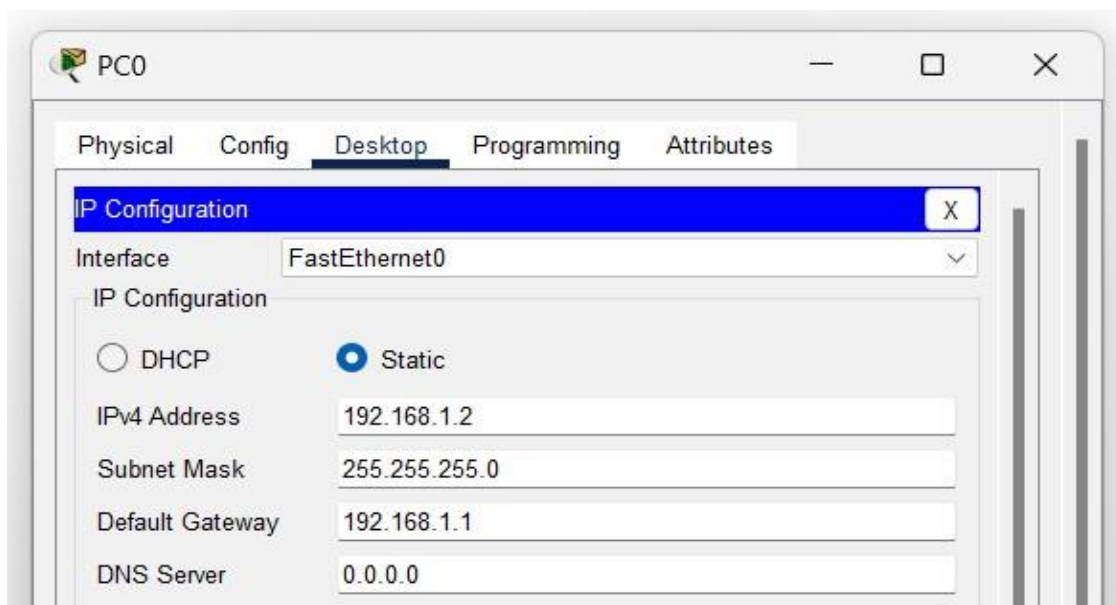 PC0
Physical Config Desktop Programming Attributes
IP Configuration X
Interface FastEthernet0
IP Configuration
DHCP Static
IPv4 Address 192.168.1.2
Subnet Mask 255.255.255.0
Default Gateway 192.168.1.1
DNS Server 0.0.0.0